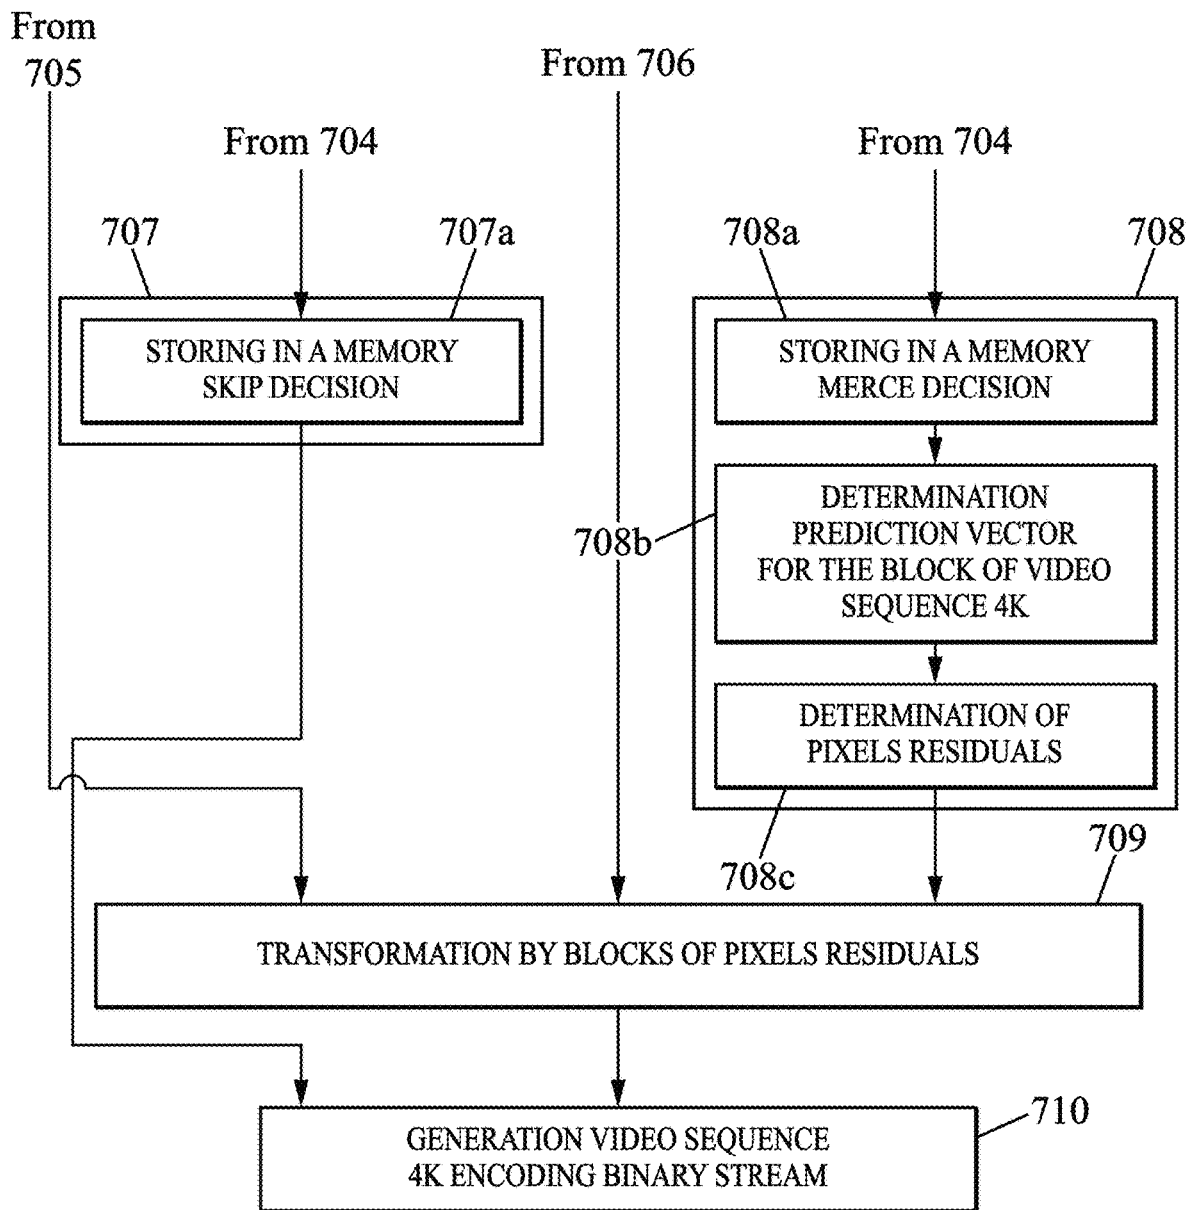 From
705
From 706
From 704
From 704
707
707a
708a
708
STORING IN A MEMORY
SKIP DECISION
STORING IN A MEMORY
MERCE DECISION
708b
DETERMINATION
PREDICTION VECTOR
FOR THE BLOCK OF VIDEO
SEQUENCE 4K
DETERMINATION OF
PIXELS RESIDUALS
708c
709
TRANSFORMATION BY BLOCKS OF PIXELS RESIDUALS
GENERATION VIDEO SEQUENCE
4K ENCODING BINARY STREAM
710